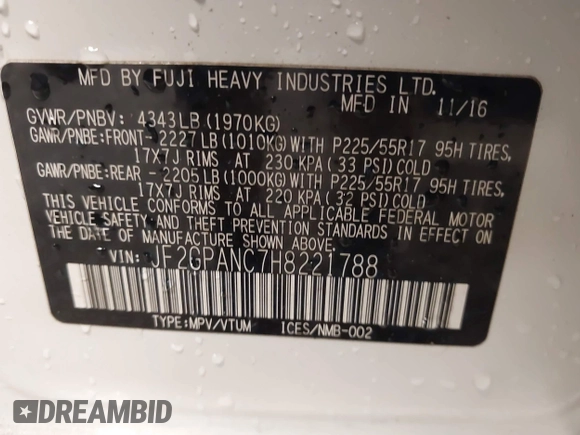 MFD BY FUJI HEAVY INDUSTRIES LTD.
MFD IN 11/16
GVWR/PNBV: 4343LB(1970KG)
GAWR/PNBE:FRONT-2227LB(1010KG)WITH P225/55R17 95H TIRES,
17X7J RIMS AT 230 KPA(33 PSI)COLD
GAWR/PNBE:REAR -2205LB(1000KG)WITH P225/55R17 95H TIRES,
17X7J RIMS AT 220 KPA(32 PSI)COLD
THIS VEHICLE CONFORMS TO ALL APPLICABLE FEDERAL MOTOR
VEHICLE SAFETY AND THEFT PREVENTION STANDARDS IN EFFECT ON
THE DATE OF MANUFACTURE SHOWN ABOVE.
VIN: JF2GPANC7H8221788
TYPE:MPV/VTUM ICES/NMB-002
DREAMBID